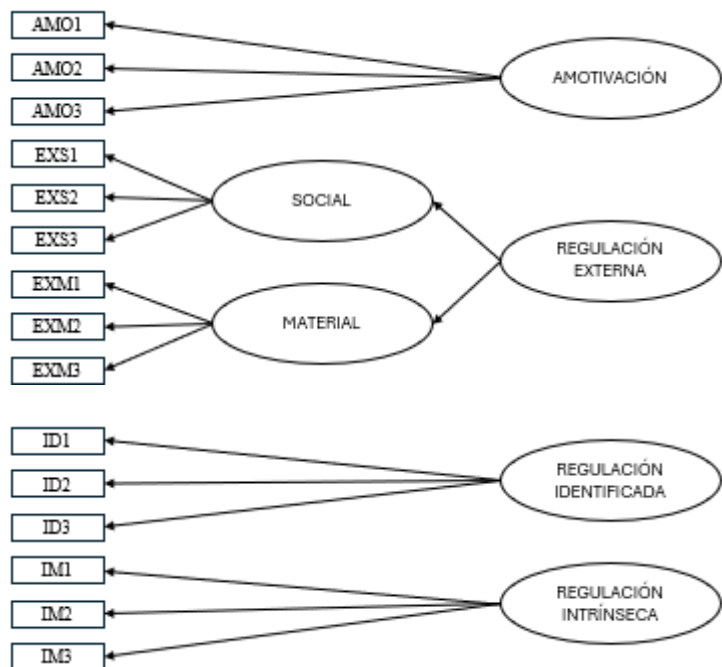 AMO1
AMO2
AMO3
AMOTIVACIÓN
EXS1
EXS2
EXS3
SOCIAL
REGULACIÓN
EXTERNA
EXM1
EXM2
EXM3
MATERIAL
ID1
ID2
ID3
REGULACIÓN
IDENTIFICADA
IM1
IM2
IM3
REGULACIÓN
INTRÍNSECA